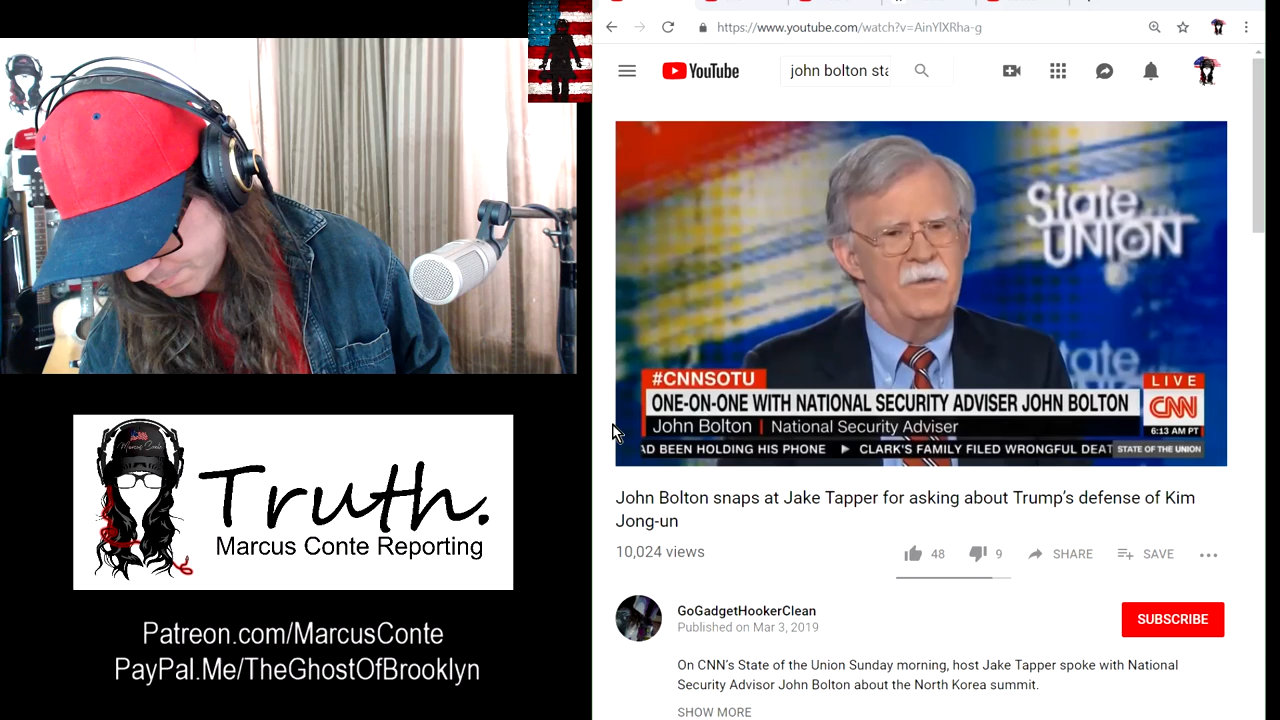 https://www.youtube.com/watch?v=AinYlXRha-g
YouTube
john bolton sta
State
UNION
State
#CNNSOTU
LIVE
ONE-ON-ONE WITH NATIONAL SECURITY ADVISER JOHN BOLTON
CNN
John Bolton | National Security Adviser
6:13 AM PT
AD BEEN HOLDING HIS PHONE ► CLARK'S FAMILY FILED WRONGFUL DEAT
STATE OF THE UNION
John Bolton snaps at Jake Tapper for asking about Trump's defense of Kim
Jong-un
10,024 views
48
9
SHARE
SAVE
GoGadgetHookerClean
Published on Mar 3, 2019
SUBSCRIBE
On CNN's State of the Union Sunday morning, host Jake Tapper spoke with National
Security Advisor John Bolton about the North Korea summit.
SHOW MORE
Marcus Conte
Truth.
Marcus Conte Reporting
Patreon.com/MarcusConte
PayPal.Me/TheGhostOfBrooklyn